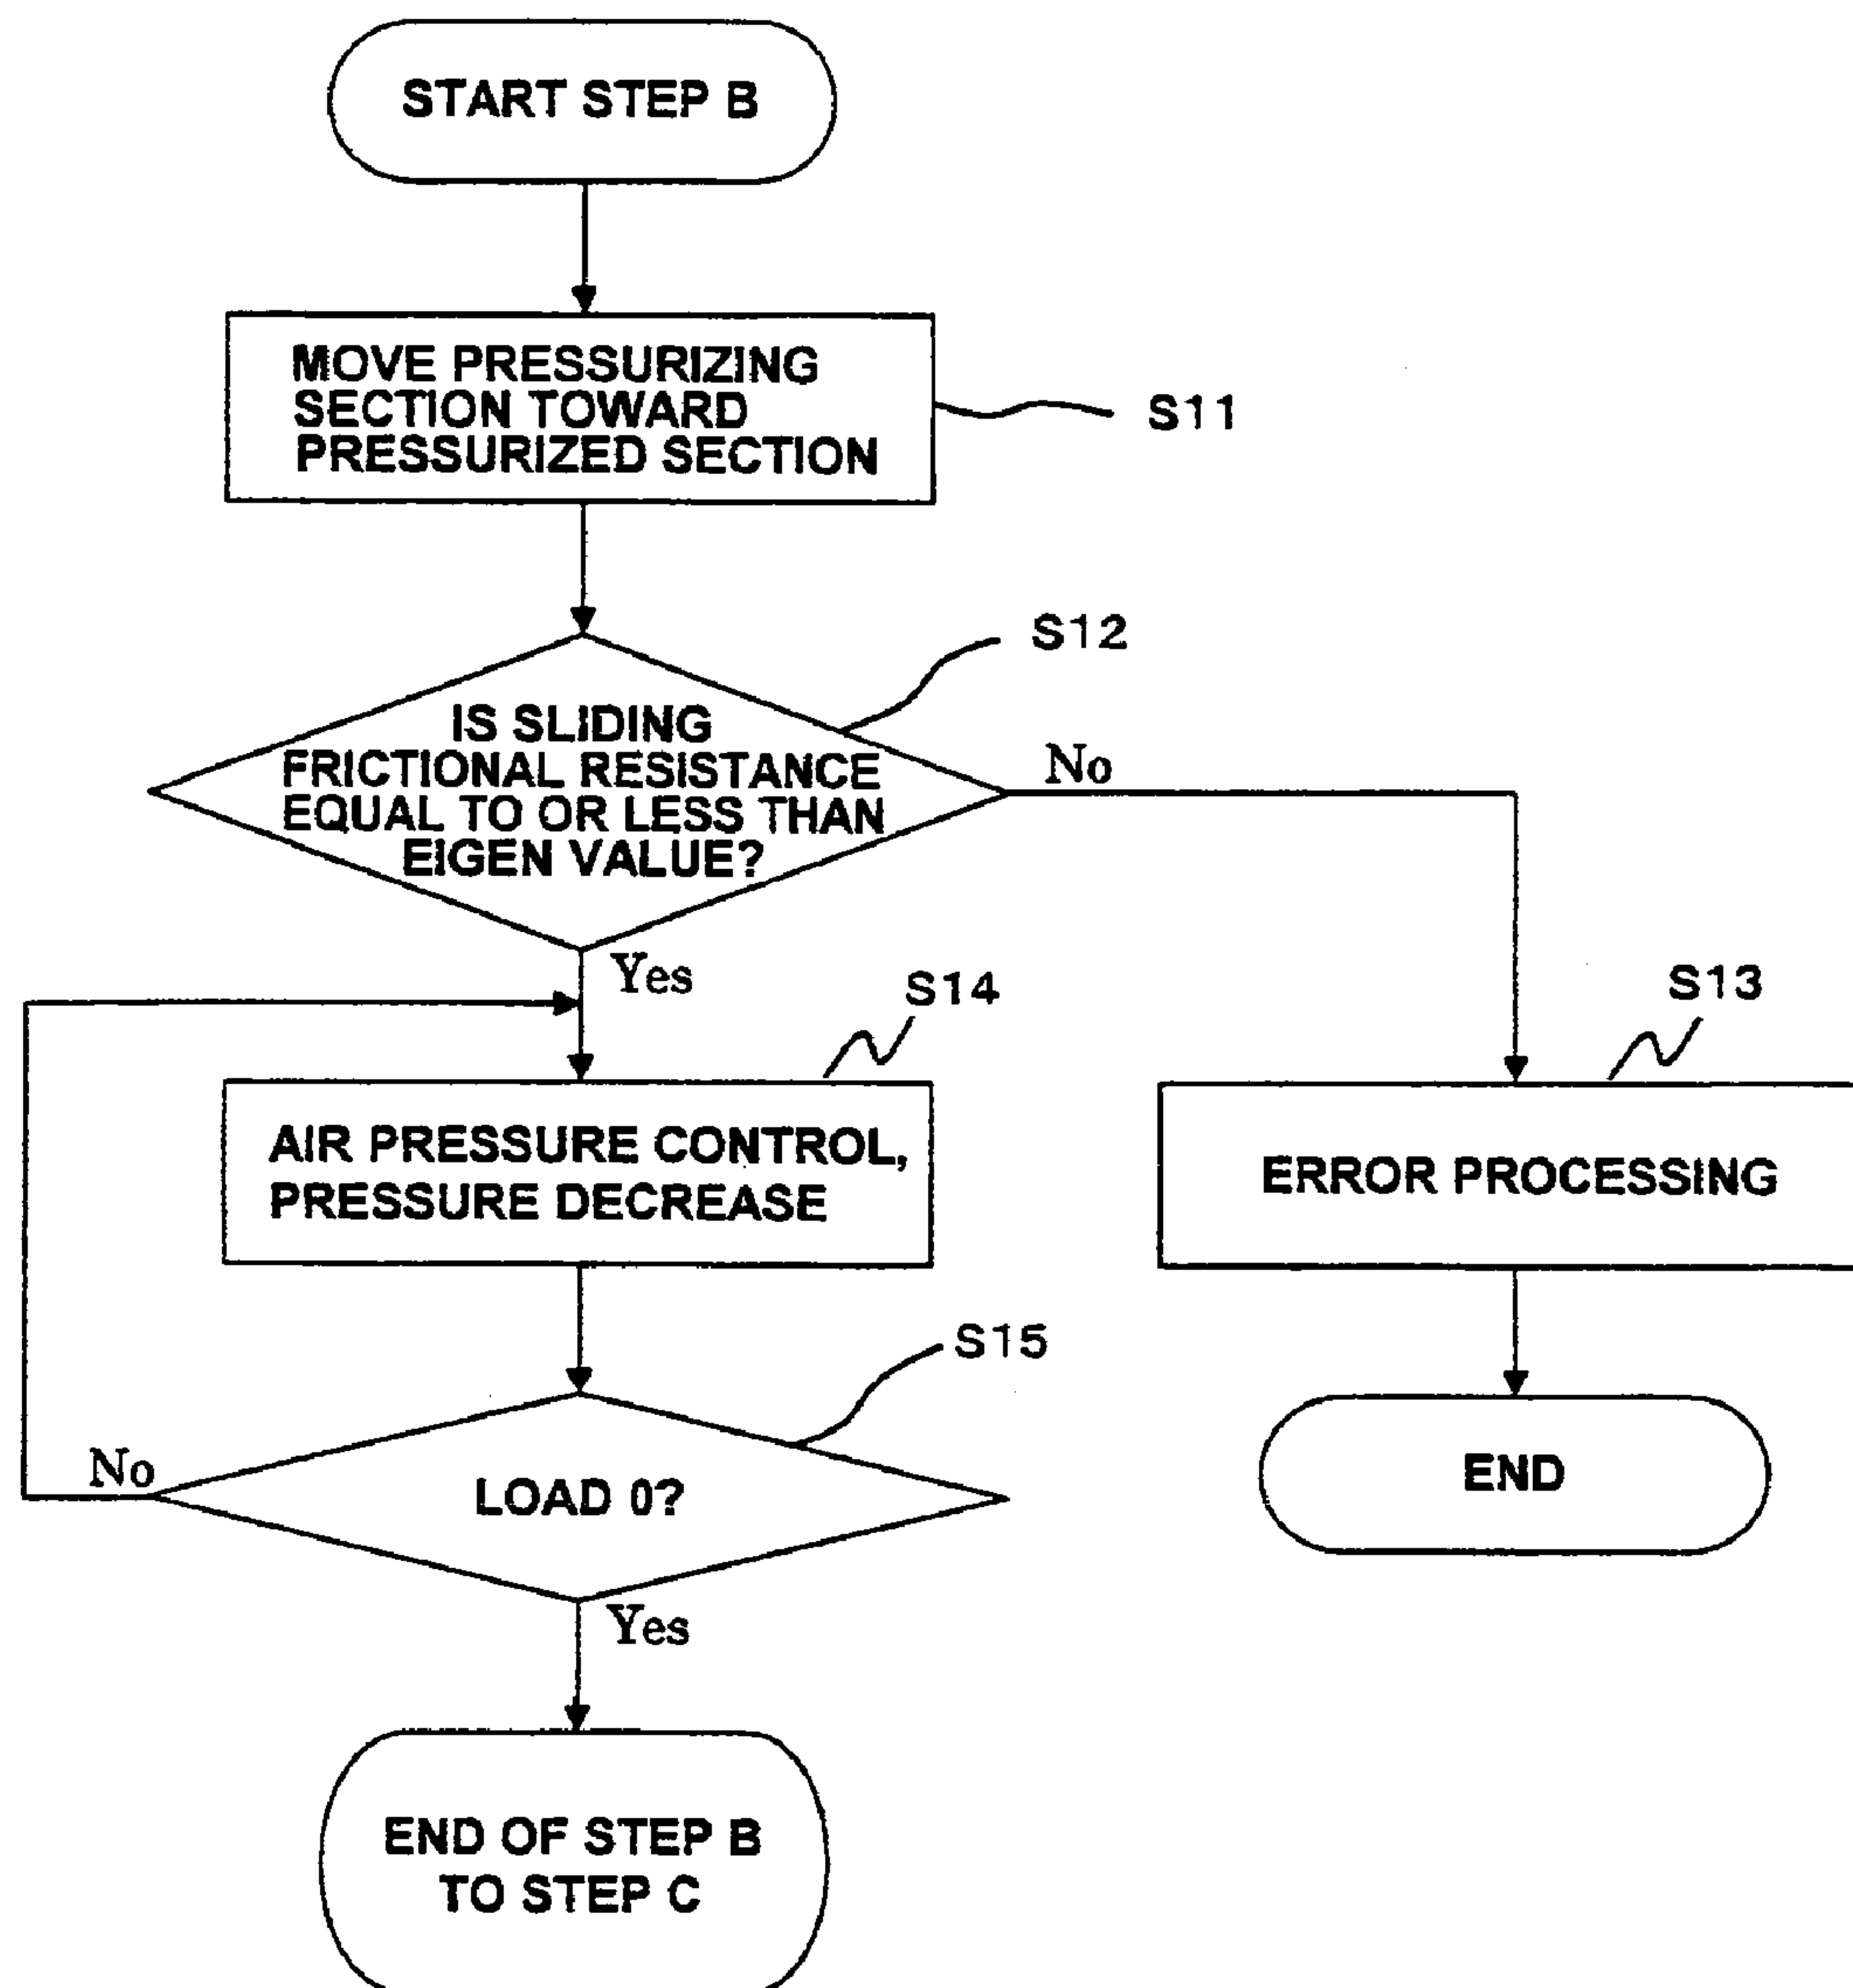 START STEP B
MOVE PRESSURIZING
SECTION TOWARD
PRESSURIZED SECTION
S11
S12
IS SLIDING
FRICTIONAL RESISTANCE
EQUAL TO OR LESS THAN
EIGEN VALUE?
No
Yes
S14
S13
AIR PRESSURE CONTROL,
PRESSURE DECREASE
ERROR PROCESSING
S15
No
LOAD 0?
END
Yes
END OF STEP B
TO STEP C